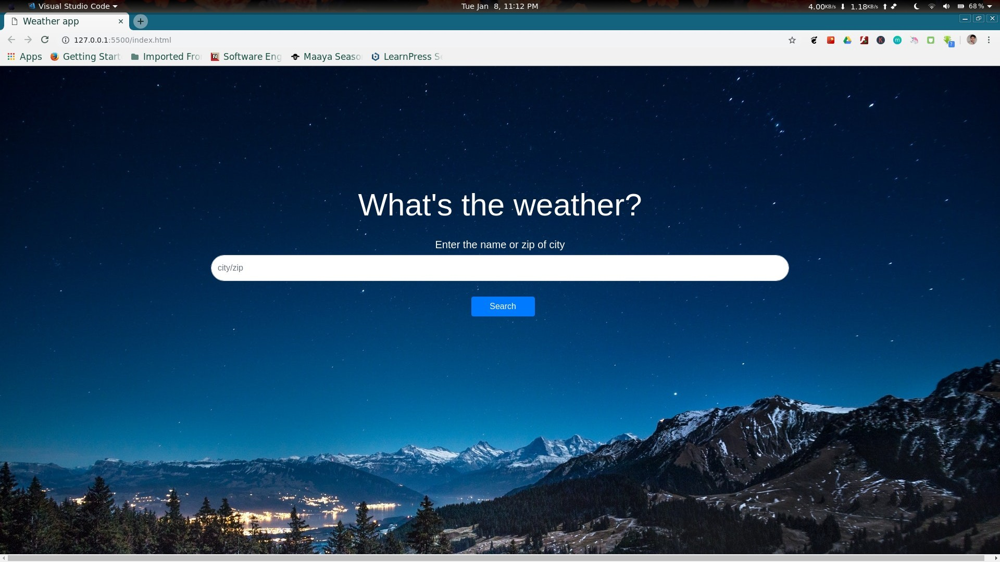 Visual Studio Code
Tue Jan 8, 11:12 PM
4.00KB/s 1.18KB/s
68 %
Weather app
127.0.0.1:5500/index.html
Apps
Getting Start
Imported Fro
Software Eng
Maaya Seaso
LearnPress Se
What's the weather?
Enter the name or zip of city
city/zip
Search